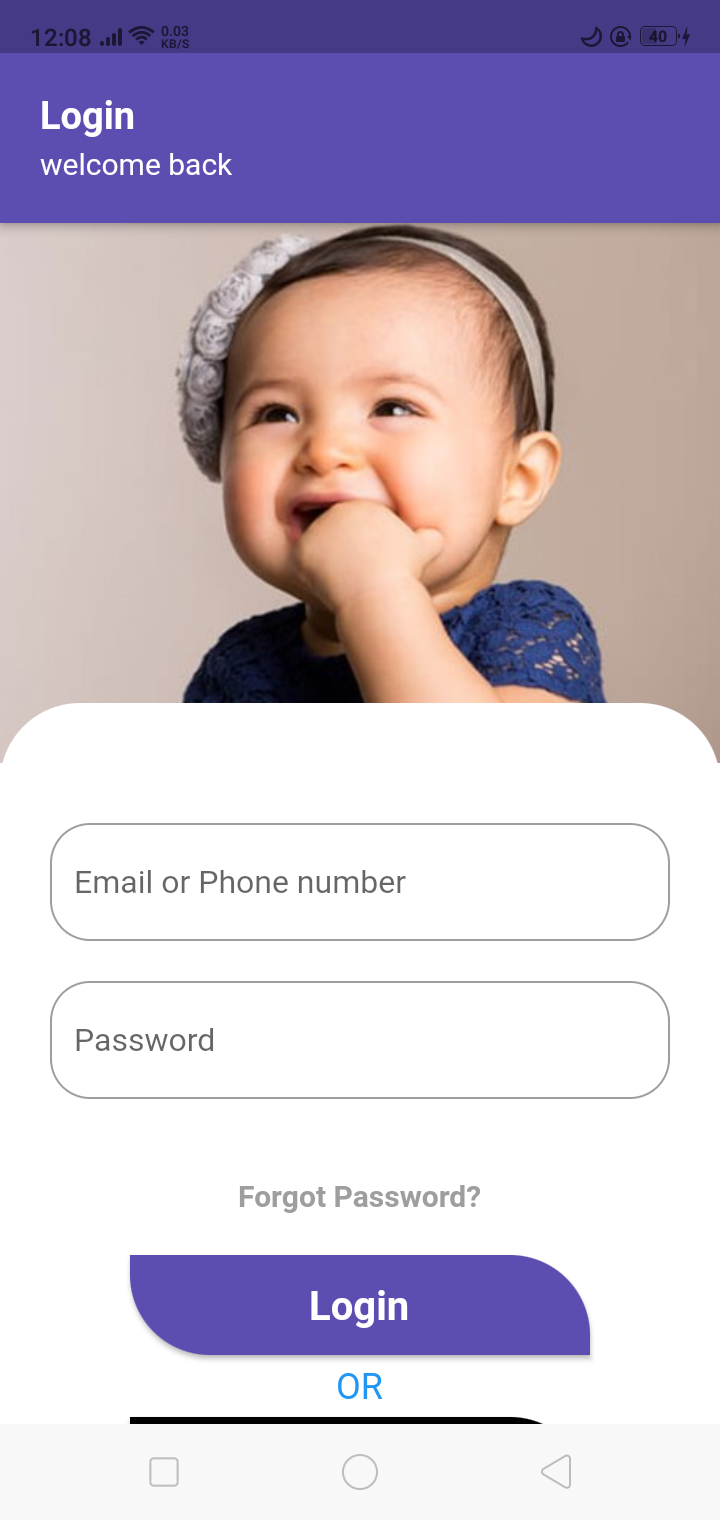 12:08 0.03 KB/S 40
Login
welcome back
Email or Phone number
Password
Forgot Password?
Login
OR